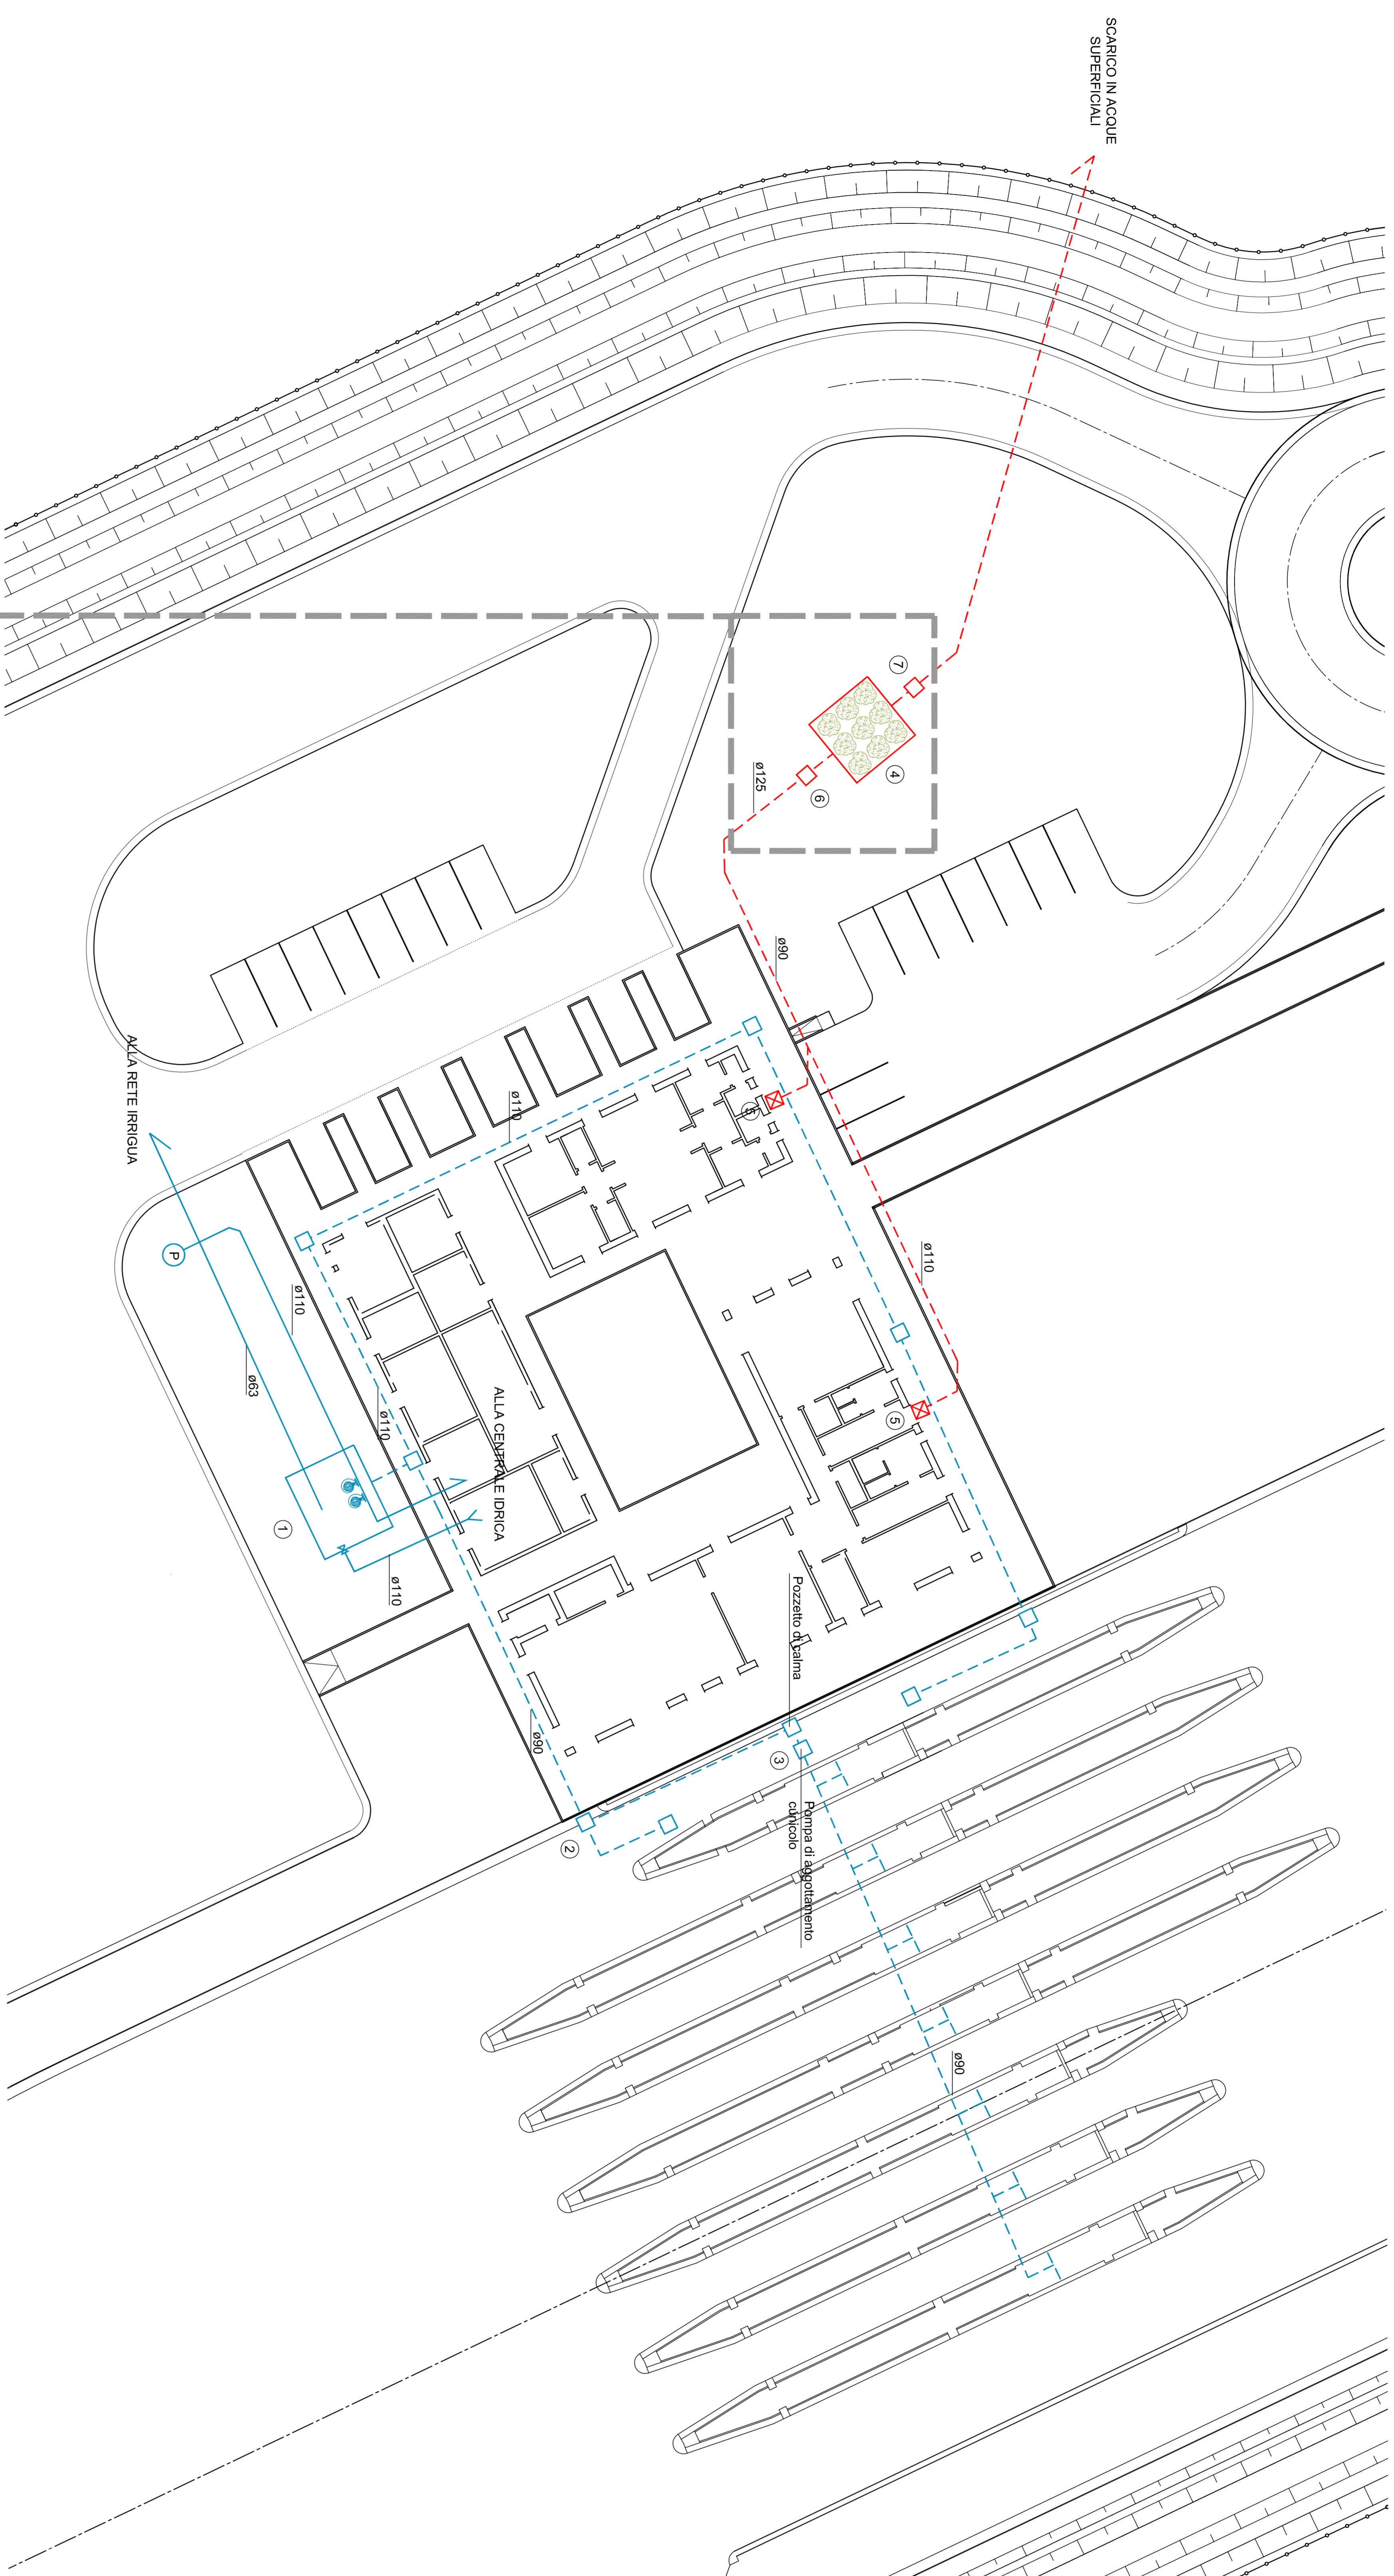 SCARICO IN ACQUE
SUPERFICIALI
7
4
6
ø125
ø90
5
ø110
ø110
5
ALLA RETE IRRIGUA
P
ø110
ø63
ø110
ALLA CENTRALE IDRICA
1
ø110
Pozzetto di calma
3
Pompa di aggottamento
cunicolo
ø90
2
ø90